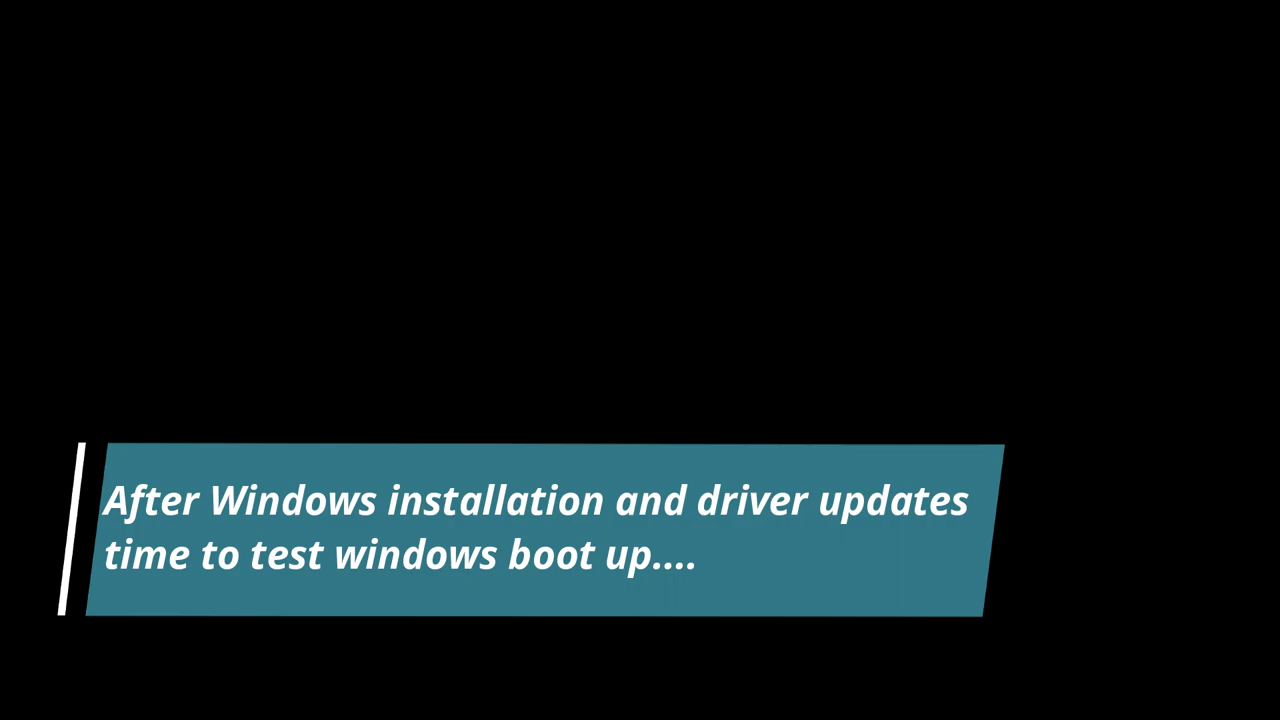 After Windows installation and driver updates
time to test windows boot up....